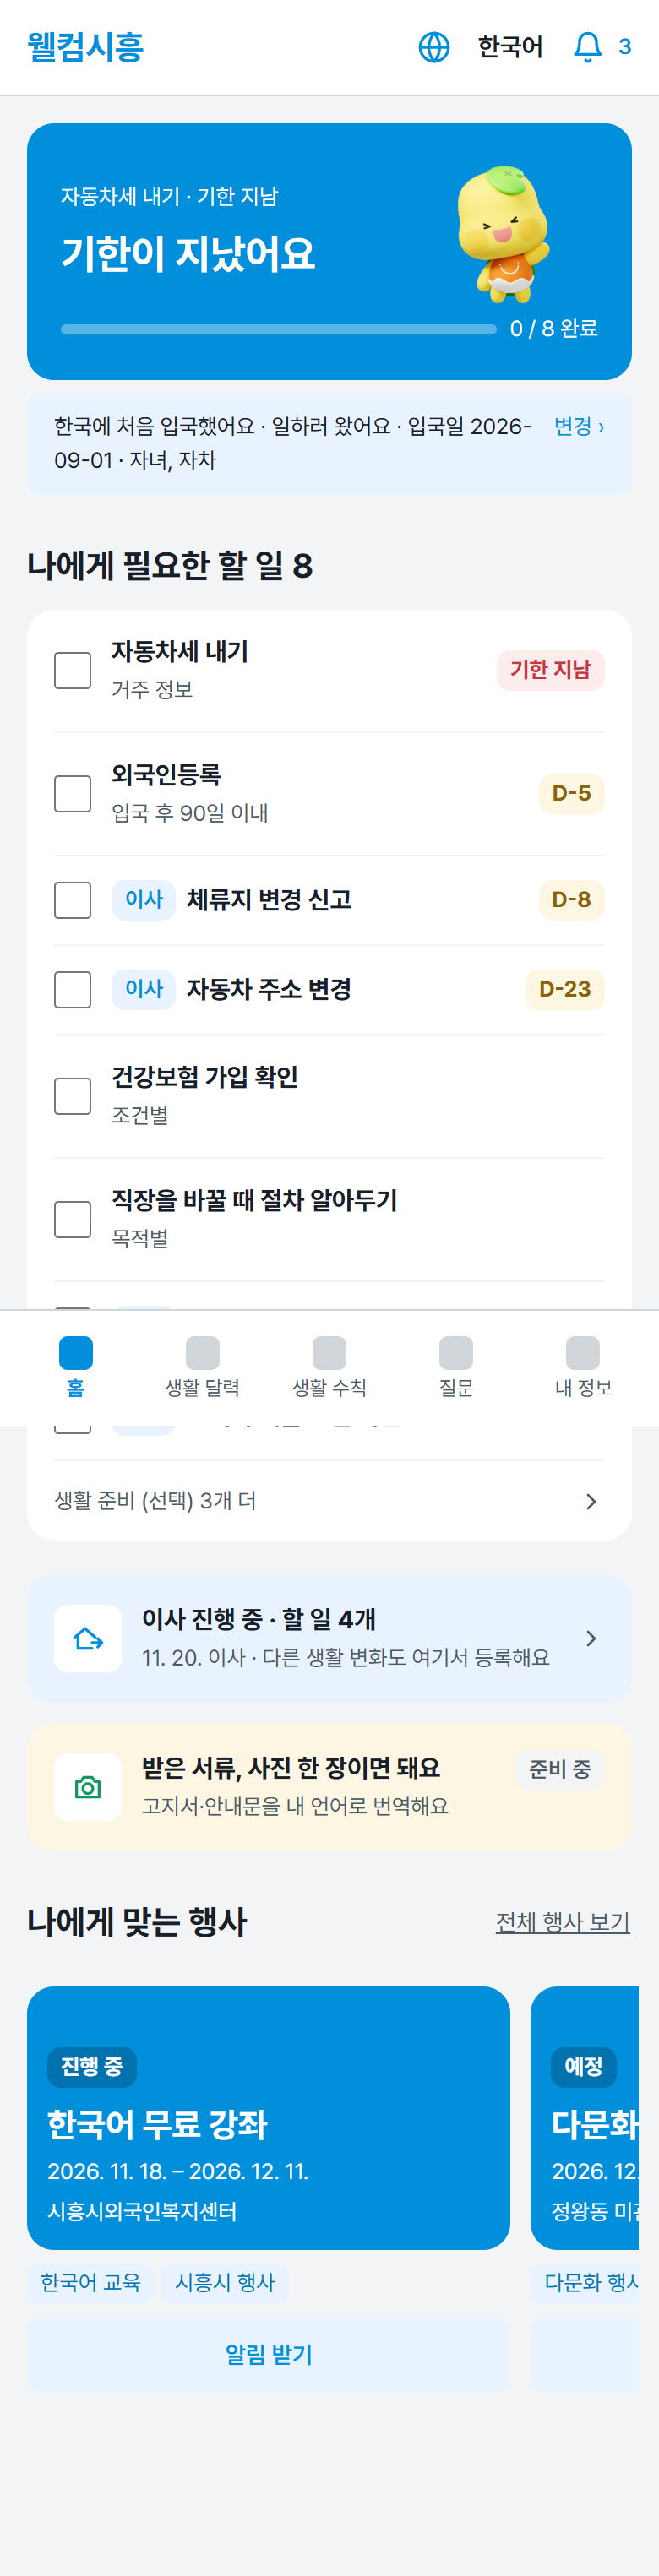 웰컴시흥
한국어
3
자동차세 내기 · 기한 지남
기한이 지났어요
0 / 8 완료
한국에 처음 입국했어요 · 일하러 왔어요 · 입국일 2026-
09-01 · 자녀, 자차
변경 ›
나에게 필요한 할 일 8
자동차세 내기
거주 정보
기한 지남
외국인등록
입국 후 90일 이내
D-5
이사 체류지 변경 신고
D-8
이사 자동차 주소 변경
D-23
건강보험 가입 확인
조건별
직장을 바꿀 때 절차 알아두기
목적별
홈
생활 달력
생활 수칙
질문
내 정보
생활 준비 (선택) 3개 더
이사 진행 중 · 할 일 4개
11. 20. 이사 · 다른 생활 변화도 여기서 등록해요
받은 서류, 사진 한 장이면 돼요
준비 중
고지서·안내문을 내 언어로 번역해요
나에게 맞는 행사
전체 행사 보기
진행 중
한국어 무료 강좌
2026. 11. 18. – 2026. 12. 11.
시흥시외국인복지센터
한국어 교육
시흥시 행사
알림 받기
예정
다문화
2026. 12.
정왕동
다문화 행사